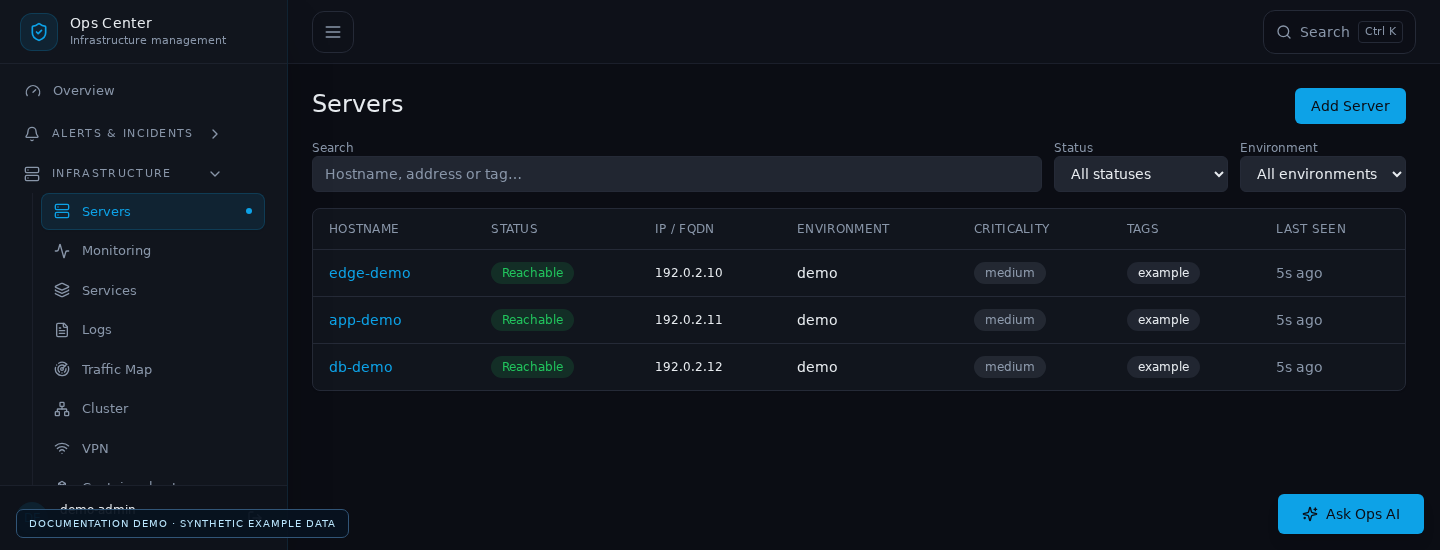 Ops Center
Infrastructure management
Search Ctrl K
Overview
ALERTS & INCIDENTS
INFRASTRUCTURE
Servers
Monitoring
Services
Logs
Traffic Map
Cluster
VPN
DOCUMENTATION DEMO · SYNTHETIC EXAMPLE DATA
Servers
Add Server
Search Status Environment
Hostname, address or tag... All statuses All environments
HOSTNAME STATUS IP / FQDN ENVIRONMENT CRITICALITY TAGS LAST SEEN
edge-demo Reachable 192.0.2.10 demo medium example 5s ago
app-demo Reachable 192.0.2.11 demo medium example 5s ago
db-demo Reachable 192.0.2.12 demo medium example 5s ago
Ask Ops AI